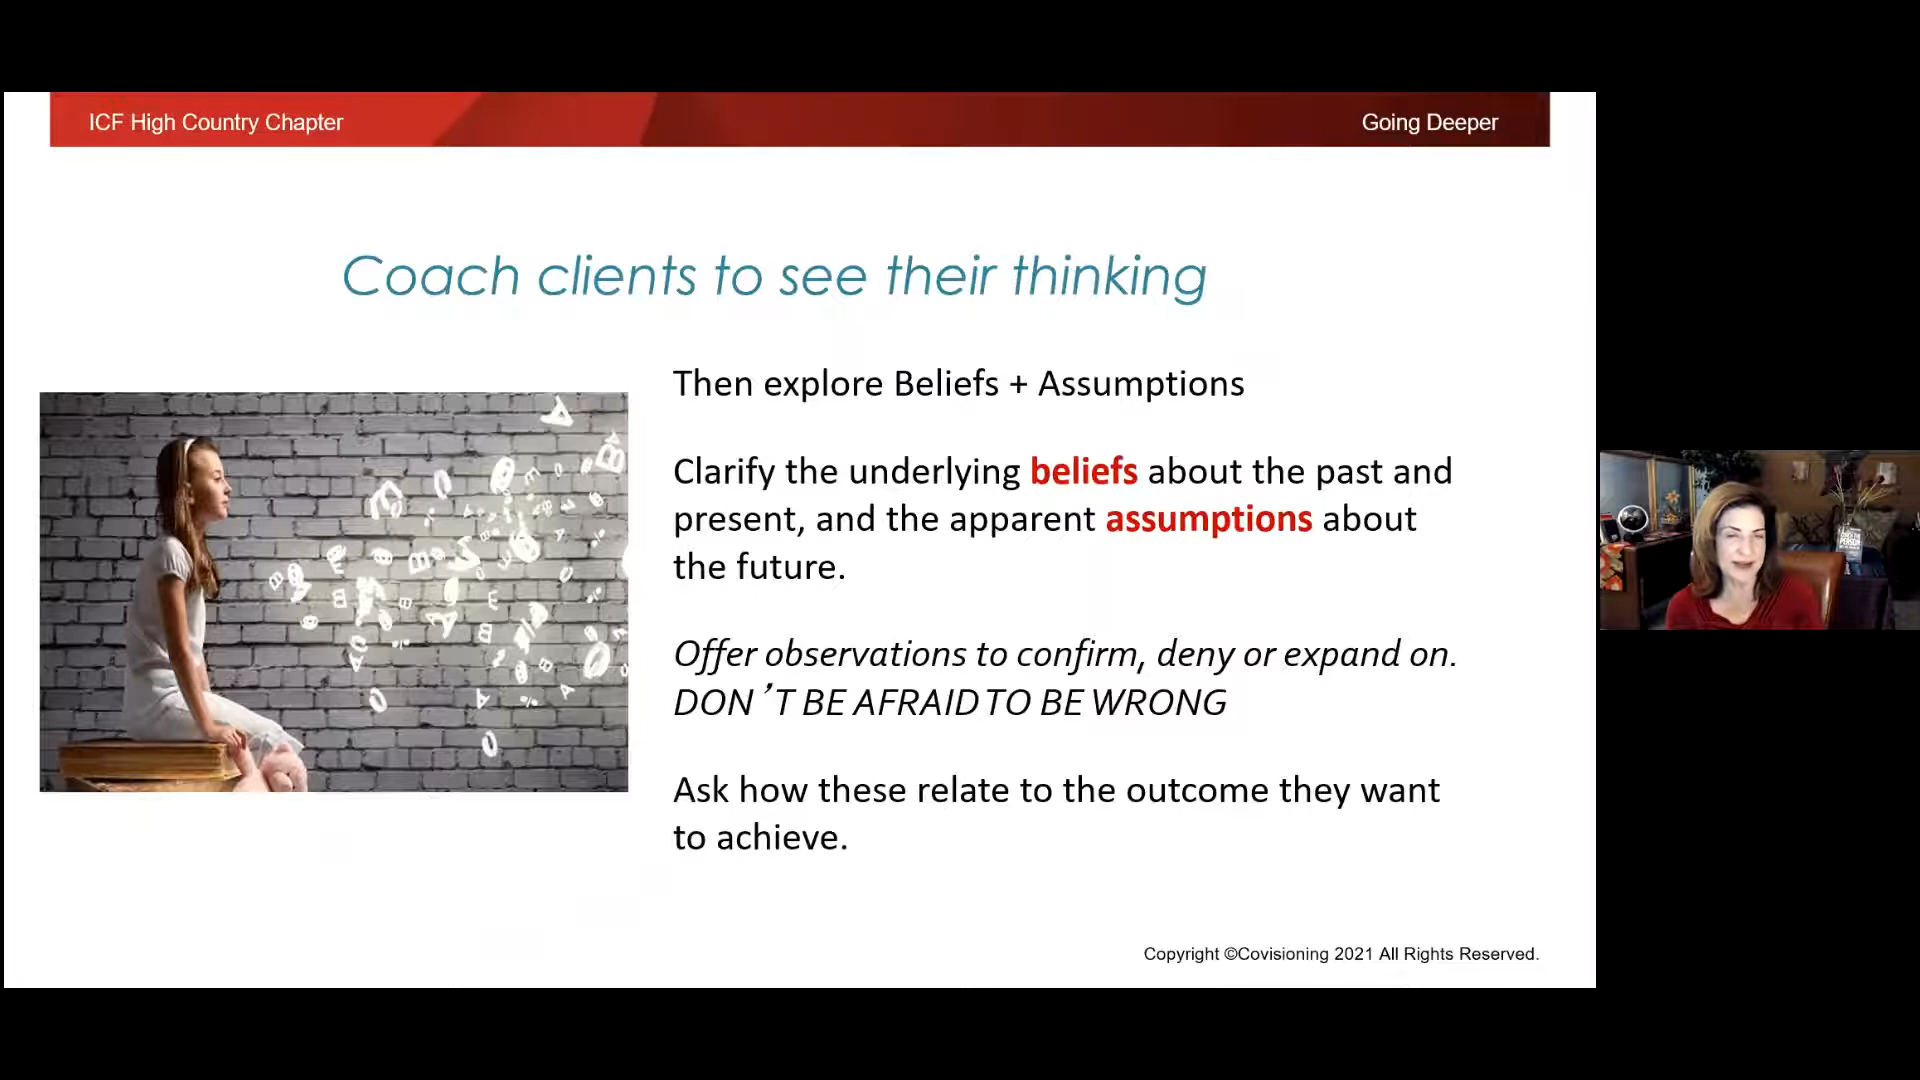 ICF High Country Chapter
Going Deeper
Coach clients to see their thinking
Then explore Beliefs + Assumptions
Clarify the underlying beliefs about the past and
present, and the apparent assumptions about
the future.
Offer observations to confirm, deny or expand on.
DON'T BE AFRAID TO BE WRONG
Ask how these relate to the outcome they want
to achieve.
Copyright ©Covisioning 2021 All Rights Reserved.